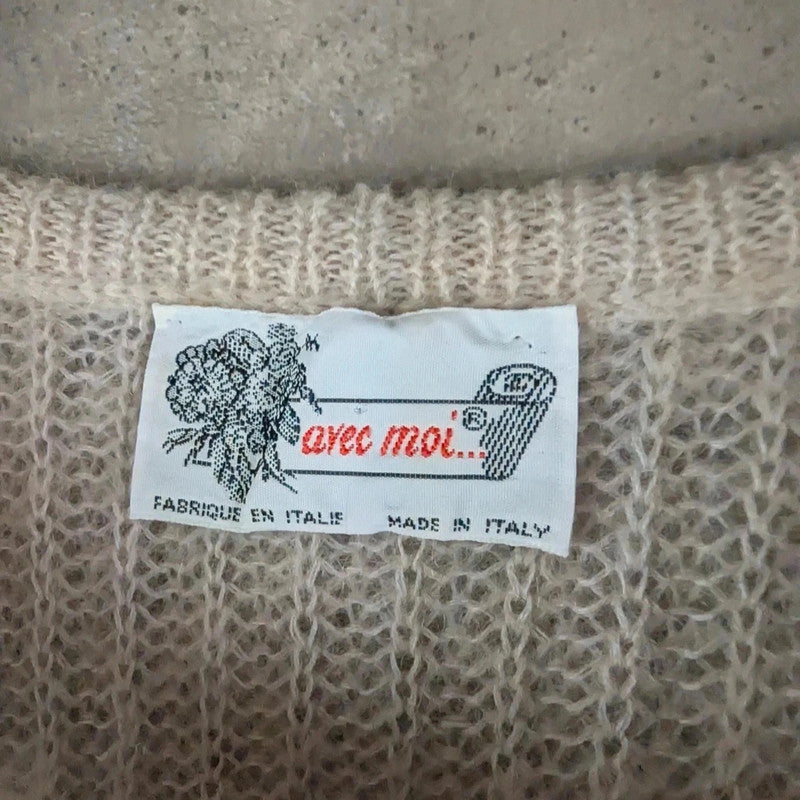 avec moi...®
FABRIQUE EN ITALIE MADE IN ITALY